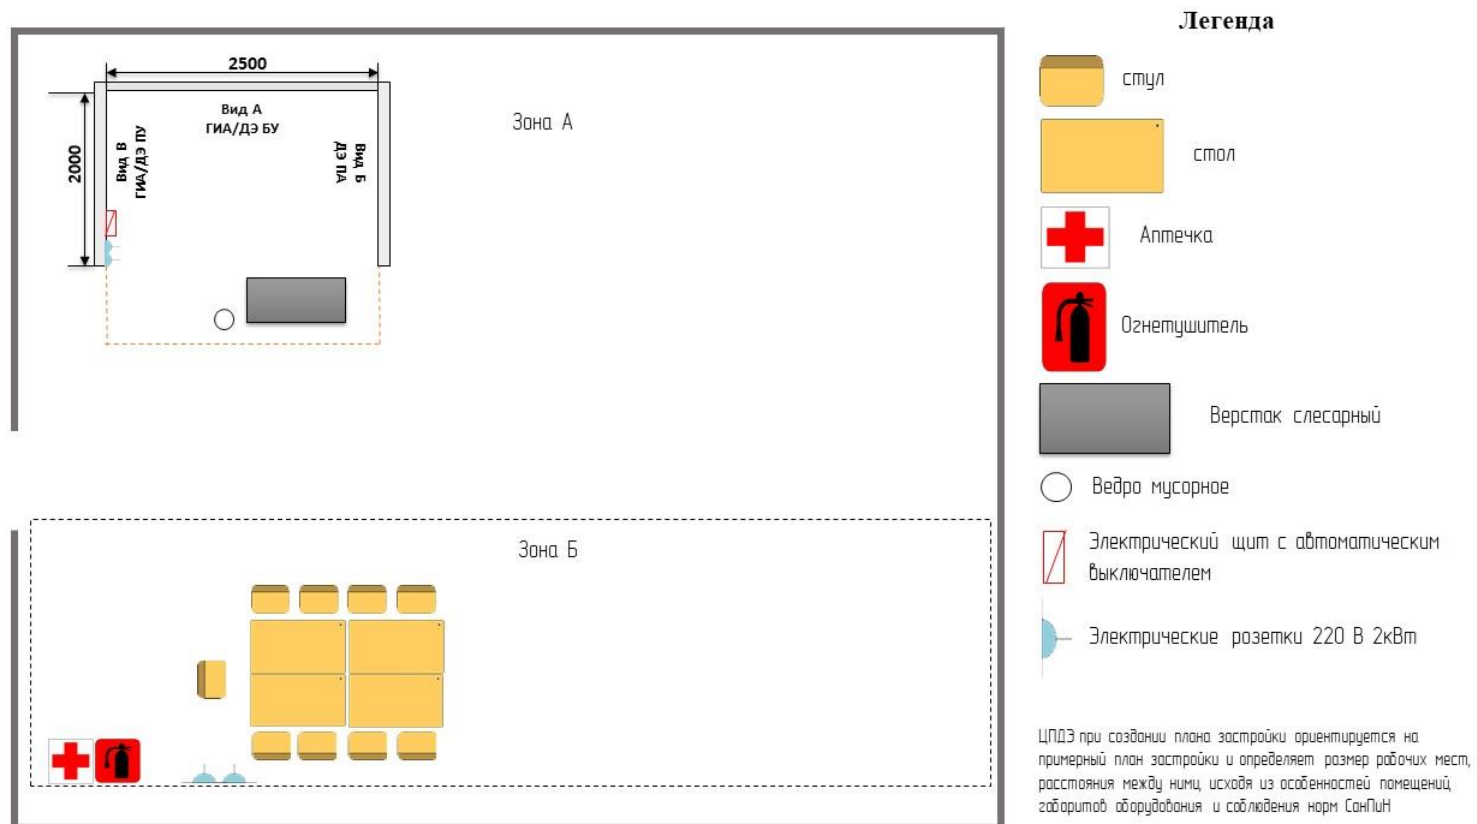 Легенда
2500
2000
Вид А
ГИА/ДЭ БУ
Вид В
ГИА/ДЭ ПУ
Вид Б
ДЭ ПА
Зона А
Зона Б
стул
стол
Аптечка
Огнетушитель
Верстак слесарный
Ведро мусорное
Электрический щит с автоматическим
выключателем
Электрические розетки 220 В 2кВт
ЦПДЭ при создании плана застройки ориентируется на
примерный план застройки и определяет размер рабочих мест,
расстояния между ними, исходя из особенностей помещений,
габаритов оборудования и соблюдения норм СанПиН